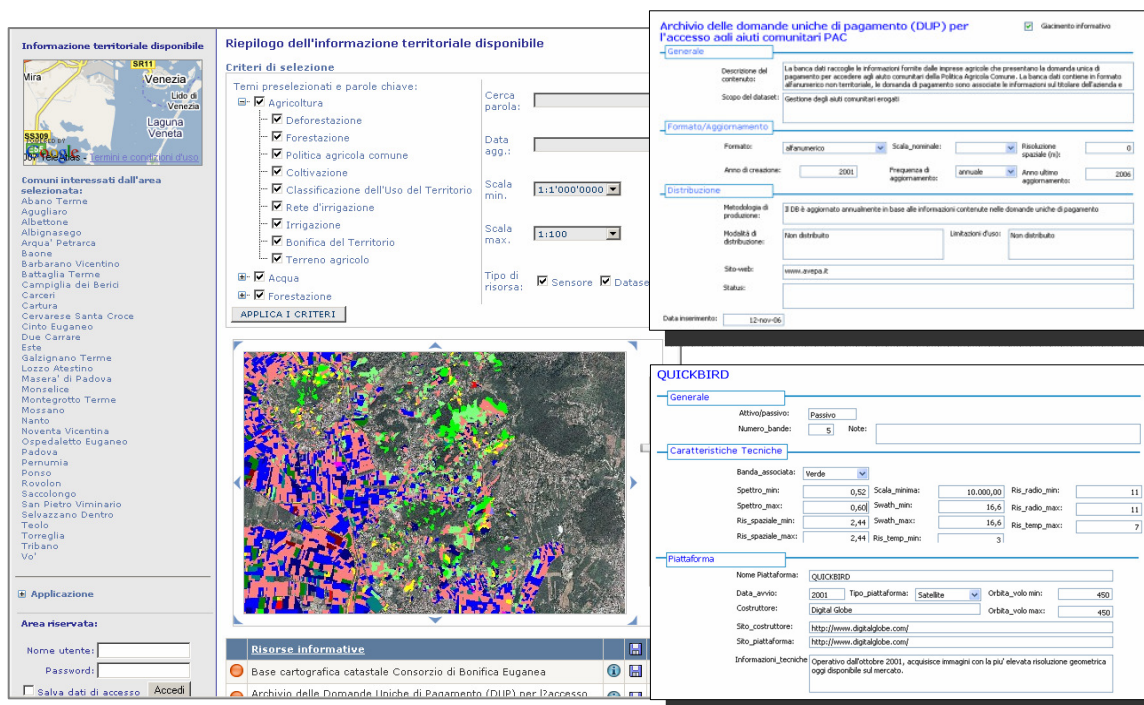 Informazione territoriale disponibile
SR11
Mira
Venezia
Lido di
Venezia
Laguna
Veneta
SS309
POWERED BY
Google
TeleAtlas - Termini e condizioni d'uso
Comuni interessati dall'area
selezionata:
Abano Terme
Agugliaro
Albettone
Albignasego
Arqua' Petrarca
Baone
Barbarano Vicentino
Battaglia Terme
Campiglia dei Berici
Carceri
Cartura
Cervarese Santa Croce
Cinto Euganeo
Due Carrare
Este
Galzignano Terme
Lozzo Atestino
Masera' di Padova
Monselice
Montegrotto Terme
Mossano
Nanto
Noventa Vicentina
Ospedaletto Euganeo
Padova
Pernumia
Ponso
Rovolon
Saccolongo
San Pietro Viminario
Selvazzano Dentro
Teolo
Torreglia
Tribano
Vo'
Applicazione
Area riservata:
Nome utente:
Password:
Salva dati di accesso Accedi
Riepilogo dell'informazione territoriale disponibile
Criteri di selezione
Temi preselezionati e parole chiave:
Agricoltura
Deforestazione
Forestazione
Politica agricola comune
Coltivazione
Classificazione dell'Uso del Territorio
Rete d'irrigazione
Irrigazione
Bonifica del Territorio
Terreno agricolo
Acqua
Forestazione
APPLICA I CRITERI
Cerca
parola:
Data
agg.:
Scala
min. 1:1'000'0000
Scala
max. 1:100
Tipo di
risorsa: Sensore Datase
Risorse informative
Base cartografica catastale Consorzio di Bonifica Euganea
Archivio delle Domande Uniche di Pagamento (DUP) per l?accesso
Archivio delle domande uniche di pagamento (DUP) per
l'accesso agli aiuti comunitari PAC
Giacimento informativo
Generale
Descrizione del
contenuto:
La banca dati raccoglie le informazioni fornite dalle imprese agricole che presentano la domanda unica di
pagamento per accedere agli aiuto comunitari della Politica Agricola Comune. La banca dati contiene in formato
alfanumerico non territoriale, le domanda di pagamento sono associate le informazioni sul titolare dell'azienda e
Scopo del dataset: Gestione degli aiuti comunitari erogati
Formato/Aggiornamento
Formato: alfanumerico Scala_nominale: Risoluzione
spaziale (m): 0
Anno di creazione: 2001 Frequenza di
aggiornamento: annuale Anno ultimo
aggiornamento: 2006
Distribuzione
Metodologia di
produzione: Il DB è aggiornato annualmente in base alle informazioni contenute nelle domande uniche di pagamento
Modalità di
distribuzione: Non distribuito Limitazioni d'uso: Non distribuito
Sito-web: www.avepa.it
Status:
Data inserimento: 12-nov-06
QUICKBIRD
Generale
Attivo/passivo: Passivo
Numero_bande: 5 Note:
Caratteristiche Tecniche
Banda_associata: Verde
Spettro_min: 0,52 Scala_minima: 10.000,00 Ris_radio_min: 11
Spettro_max: 0,60 Swath_min: 16,6 Ris_radio_max: 11
Ris_spaziale_min: 2,44 Swath_max: 16,6 Ris_temp_max: 7
Ris_spaziale_max: 2,44 Ris_temp_min: 3
Piattaforma
Nome Piattaforma: QUICKBIRD
Data_avvio: 2001 Tipo_piattaforma: Satellite Orbita_volo min: 450
Costruttore: Digital Globe Orbita_volo max: 450
Sito_costruttore: http://www.digitalglobe.com/
Sito_piattaforma: http://www.digitalglobe.com/
Informazioni_tecniche Operativo dall'ottobre 2001, acquisisce immagini con la piu' elevata risoluzione geometrica
oggi disponibile sul mercato.